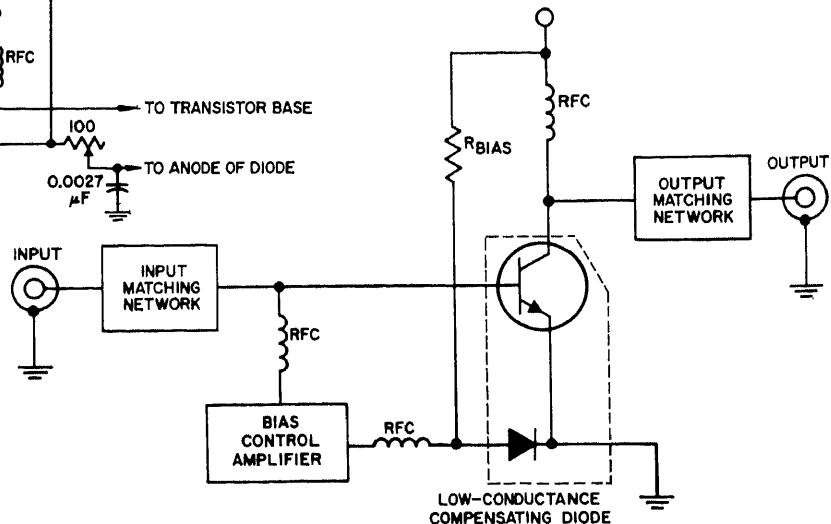 RFC
TO TRANSISTOR BASE
100
TO ANODE OF DIODE
0.0027
μF
RFC
RBIAS
OUTPUT
OUTPUT
MATCHING
NETWORK
INPUT
INPUT
MATCHING
NETWORK
RFC
BIAS
CONTROL
AMPLIFIER
RFC
LOW-CONDUCTANCE
COMPENSATING DIODE